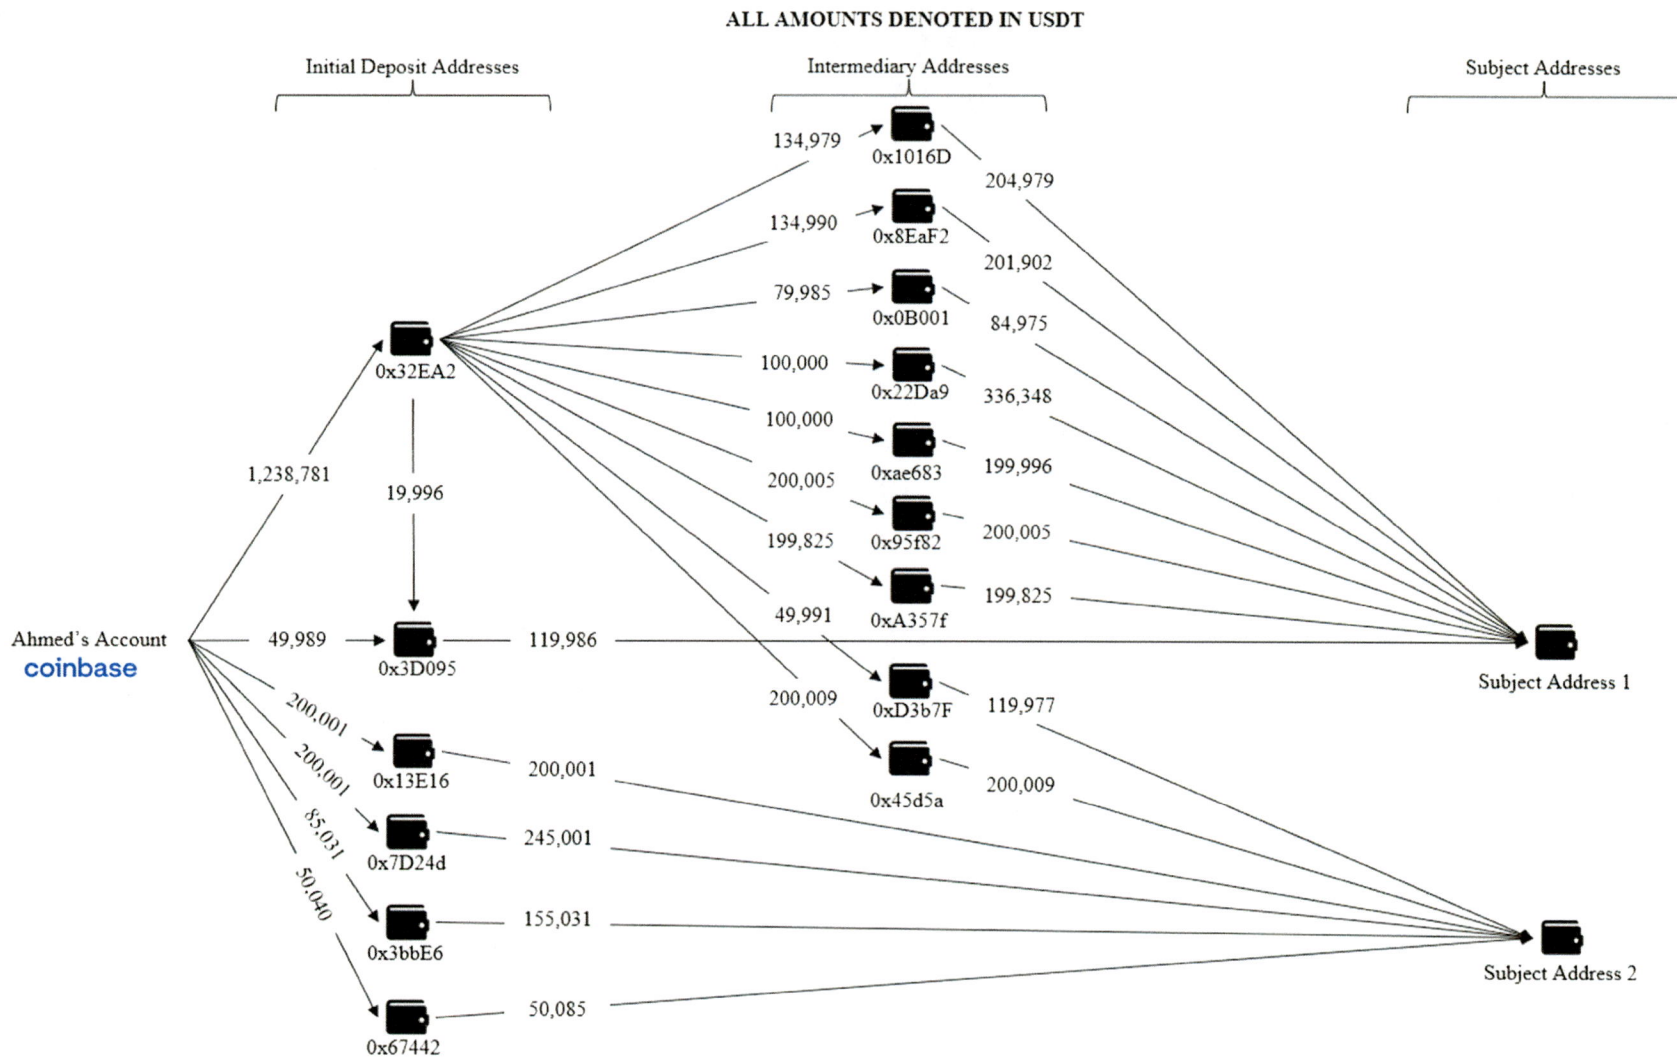 ALL AMOUNTS DENOTED IN USDT
Initial Deposit Addresses
Intermediary Addresses
Subject Addresses
134,979
0x1016D
204,979
134,990
0x8EaF2
201,902
79,985
0x0B001
84,975
0x32EA2
100,000
0x22Da9
336,348
100,000
0xae683
199,996
1,238,781
19,996
200,005
0x95f82
200,005
199,825
0xA357f
199,825
49,991
Ahmed's Account
coinbase
49,989
0x3D095
119,986
Subject Address 1
200,009
0xD3b7F
119,977
200,001
0x13E16
200,001
0x45d5a
200,009
200,001
0x7D24d
245,001
85,031
0x3bbE6
155,031
Subject Address 2
50,040
0x67442
50,085